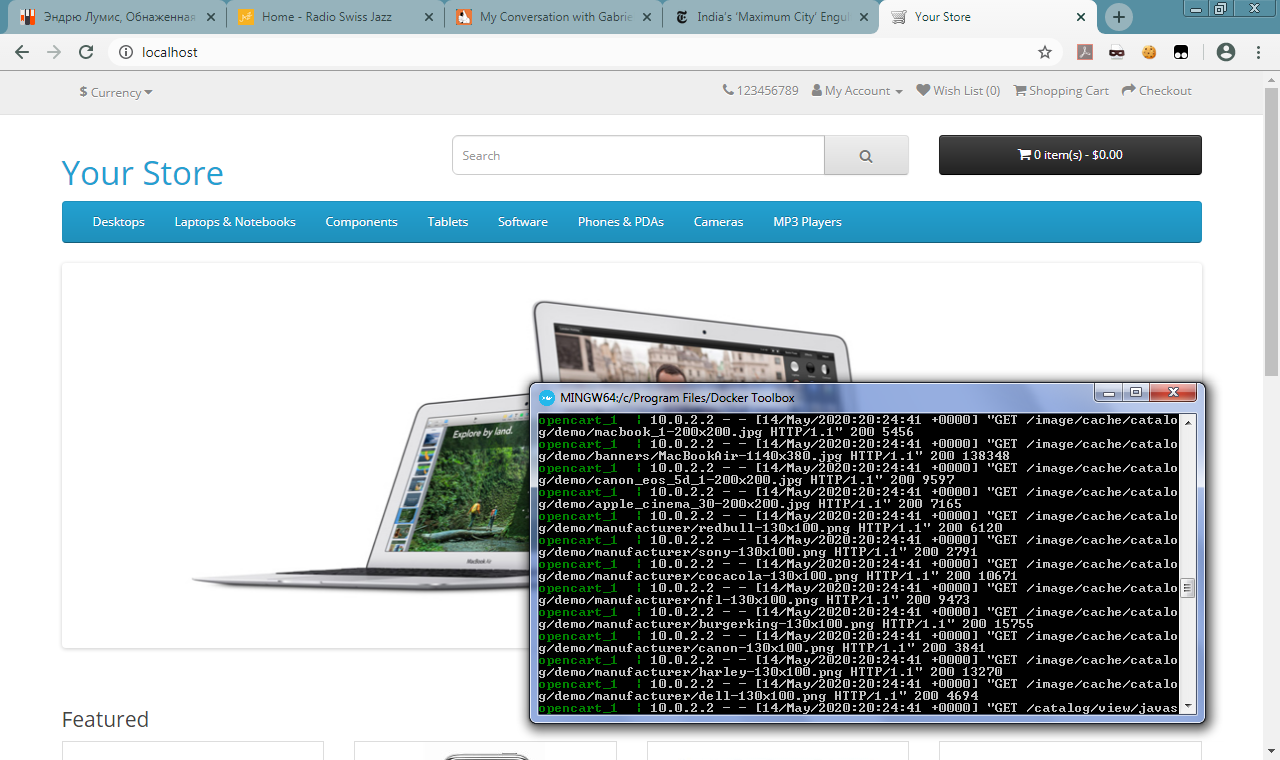 Эндрю Лумис, Обнаженная
Home - Radio Swiss Jazz
My Conversation with Gabrie
India's 'Maximum City' Engul
Your Store
localhost
$ Currency
123456789
My Account
Wish List (0)
Shopping Cart
Checkout
Your Store
Search
0 item(s) - $0.00
Desktops
Laptops & Notebooks
Components
Tablets
Software
Phones & PDAs
Cameras
MP3 Players
Explore by land.
MacBook Air
MINGW64:/c/Program Files/Docker Toolbox
opencart_1 | 10.0.2.2 - - [14/May/2020:20:24:41 +0000] "GET /image/cache/catalo
g/demo/macbook_1-200x200.jpg HTTP/1.1" 200 5456
opencart_1 | 10.0.2.2 - - [14/May/2020:20:24:41 +0000] "GET /image/cache/catalo
g/demo/banners/MacBookAir-1140x380.jpg HTTP/1.1" 200 138348
opencart_1 | 10.0.2.2 - - [14/May/2020:20:24:41 +0000] "GET /image/cache/catalo
g/demo/canon_eos_5d_1-200x200.jpg HTTP/1.1" 200 9597
opencart_1 | 10.0.2.2 - - [14/May/2020:20:24:41 +0000] "GET /image/cache/catalo
g/demo/apple_cinema_30-200x200.jpg HTTP/1.1" 200 7165
opencart_1 | 10.0.2.2 - - [14/May/2020:20:24:41 +0000] "GET /image/cache/catalo
g/demo/manufacturer/redbull-130x100.png HTTP/1.1" 200 6120
opencart_1 | 10.0.2.2 - - [14/May/2020:20:24:41 +0000] "GET /image/cache/catalo
g/demo/manufacturer/sony-130x100.png HTTP/1.1" 200 2791
opencart_1 | 10.0.2.2 - - [14/May/2020:20:24:41 +0000] "GET /image/cache/catalo
g/demo/manufacturer/cocacola-130x100.png HTTP/1.1" 200 10671
opencart_1 | 10.0.2.2 - - [14/May/2020:20:24:41 +0000] "GET /image/cache/catalo
g/demo/manufacturer/nfl-130x100.png HTTP/1.1" 200 9473
opencart_1 | 10.0.2.2 - - [14/May/2020:20:24:41 +0000] "GET /image/cache/catalo
g/demo/manufacturer/burgerking-130x100.png HTTP/1.1" 200 15755
opencart_1 | 10.0.2.2 - - [14/May/2020:20:24:41 +0000] "GET /image/cache/catalo
g/demo/manufacturer/canon-130x100.png HTTP/1.1" 200 3841
opencart_1 | 10.0.2.2 - - [14/May/2020:20:24:41 +0000] "GET /image/cache/catalo
g/demo/manufacturer/harley-130x100.png HTTP/1.1" 200 13270
opencart_1 | 10.0.2.2 - - [14/May/2020:20:24:41 +0000] "GET /image/cache/catalo
g/demo/manufacturer/dell-130x100.png HTTP/1.1" 200 4694
opencart_1 | 10.0.2.2 - - [14/May/2020:20:24:41 +0000] "GET /catalog/view/javas
Featured